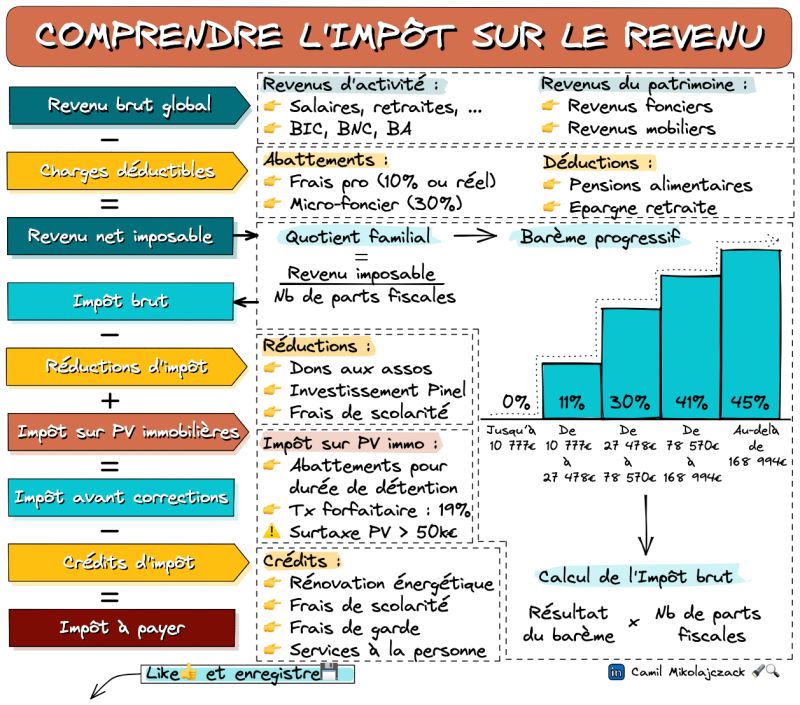 COMPRENDRE L'IMPÔT SUR LE REVENU
Revenu brut global
Revenus d'activité :
👉 Salaires, retraites, ...
👉 BIC, BNC, BA
Revenus du patrimoine :
👉 Revenus fonciers
👉 Revenus mobiliers
–
Charges déductibles
Abattements :
👉 Frais pro (10% ou réel)
👉 Micro-foncier (30%)
Déductions :
👉 Pensions alimentaires
👉 Epargne retraite
=
Revenu net imposable
Quotient familial
=
Revenu imposable
Nb de parts fiscales
Barème progressif
0%
11%
30%
41%
45%
Jusqu'à
10 777€
De
10 777€
à
27 478€
De
27 478€
à
78 570€
De
78 570€
à
168 994€
Au-delà
de
168 994€
Calcul de l'Impôt brut
Résultat
du barème
×
Nb de parts
fiscales
Impôt brut
–
Réductions d'impôt
Réductions :
👉 Dons aux assos
👉 Investissement Pinel
👉 Frais de scolarité
+
Impôt sur PV immobilières
Impôt sur PV immo :
👉 Abattements pour
durée de détention
👉 Tx forfaitaire : 19%
⚠️ Surtaxe PV > 50k€
=
Impôt avant corrections
–
Crédits d'impôt
Crédits :
👉 Rénovation énergétique
👉 Frais de scolarité
👉 Frais de garde
👉 Services à la personne
=
Impôt à payer
Like👍 et enregistre💾
in Camil Mikolajczack 🔦🔍